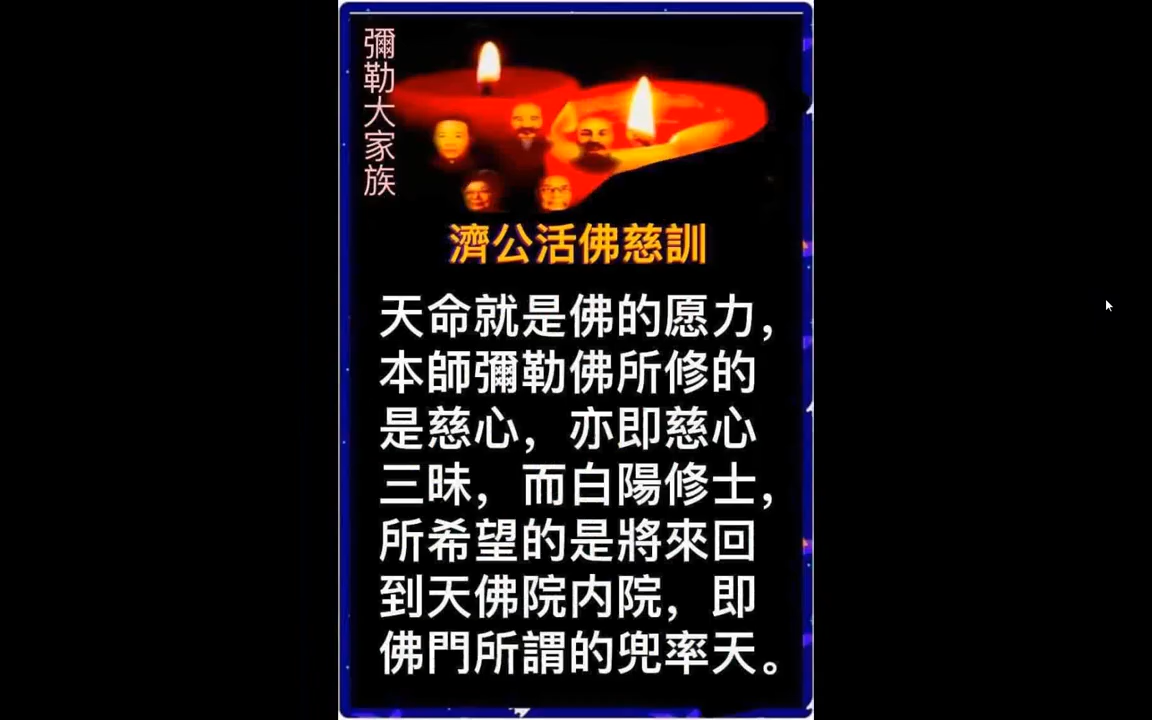 彌勒大家族
濟公活佛慈訓
天命就是佛的愿力，
本師彌勒佛所修的
是慈心，亦即慈心
三昧，而白陽修士，
所希望的是將來回
到天佛院内院，即
佛門所謂的兜率天。